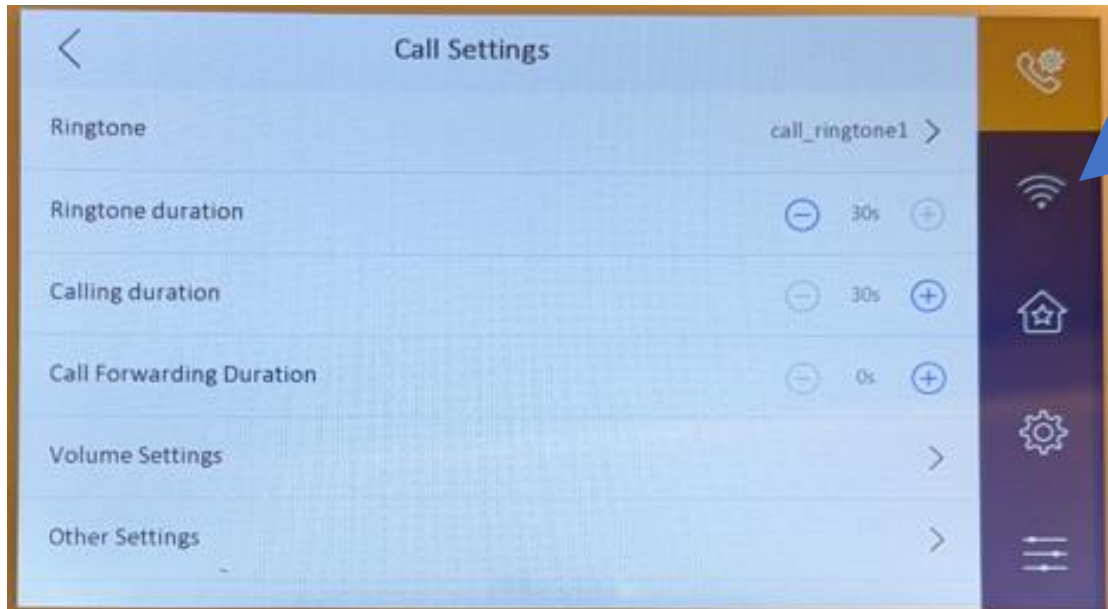 Call Settings
Ringtone call_ringtone1
Ringtone duration 30s
Calling duration 30s
Call Forwarding Duration 0s
Volume Settings
Other Settings